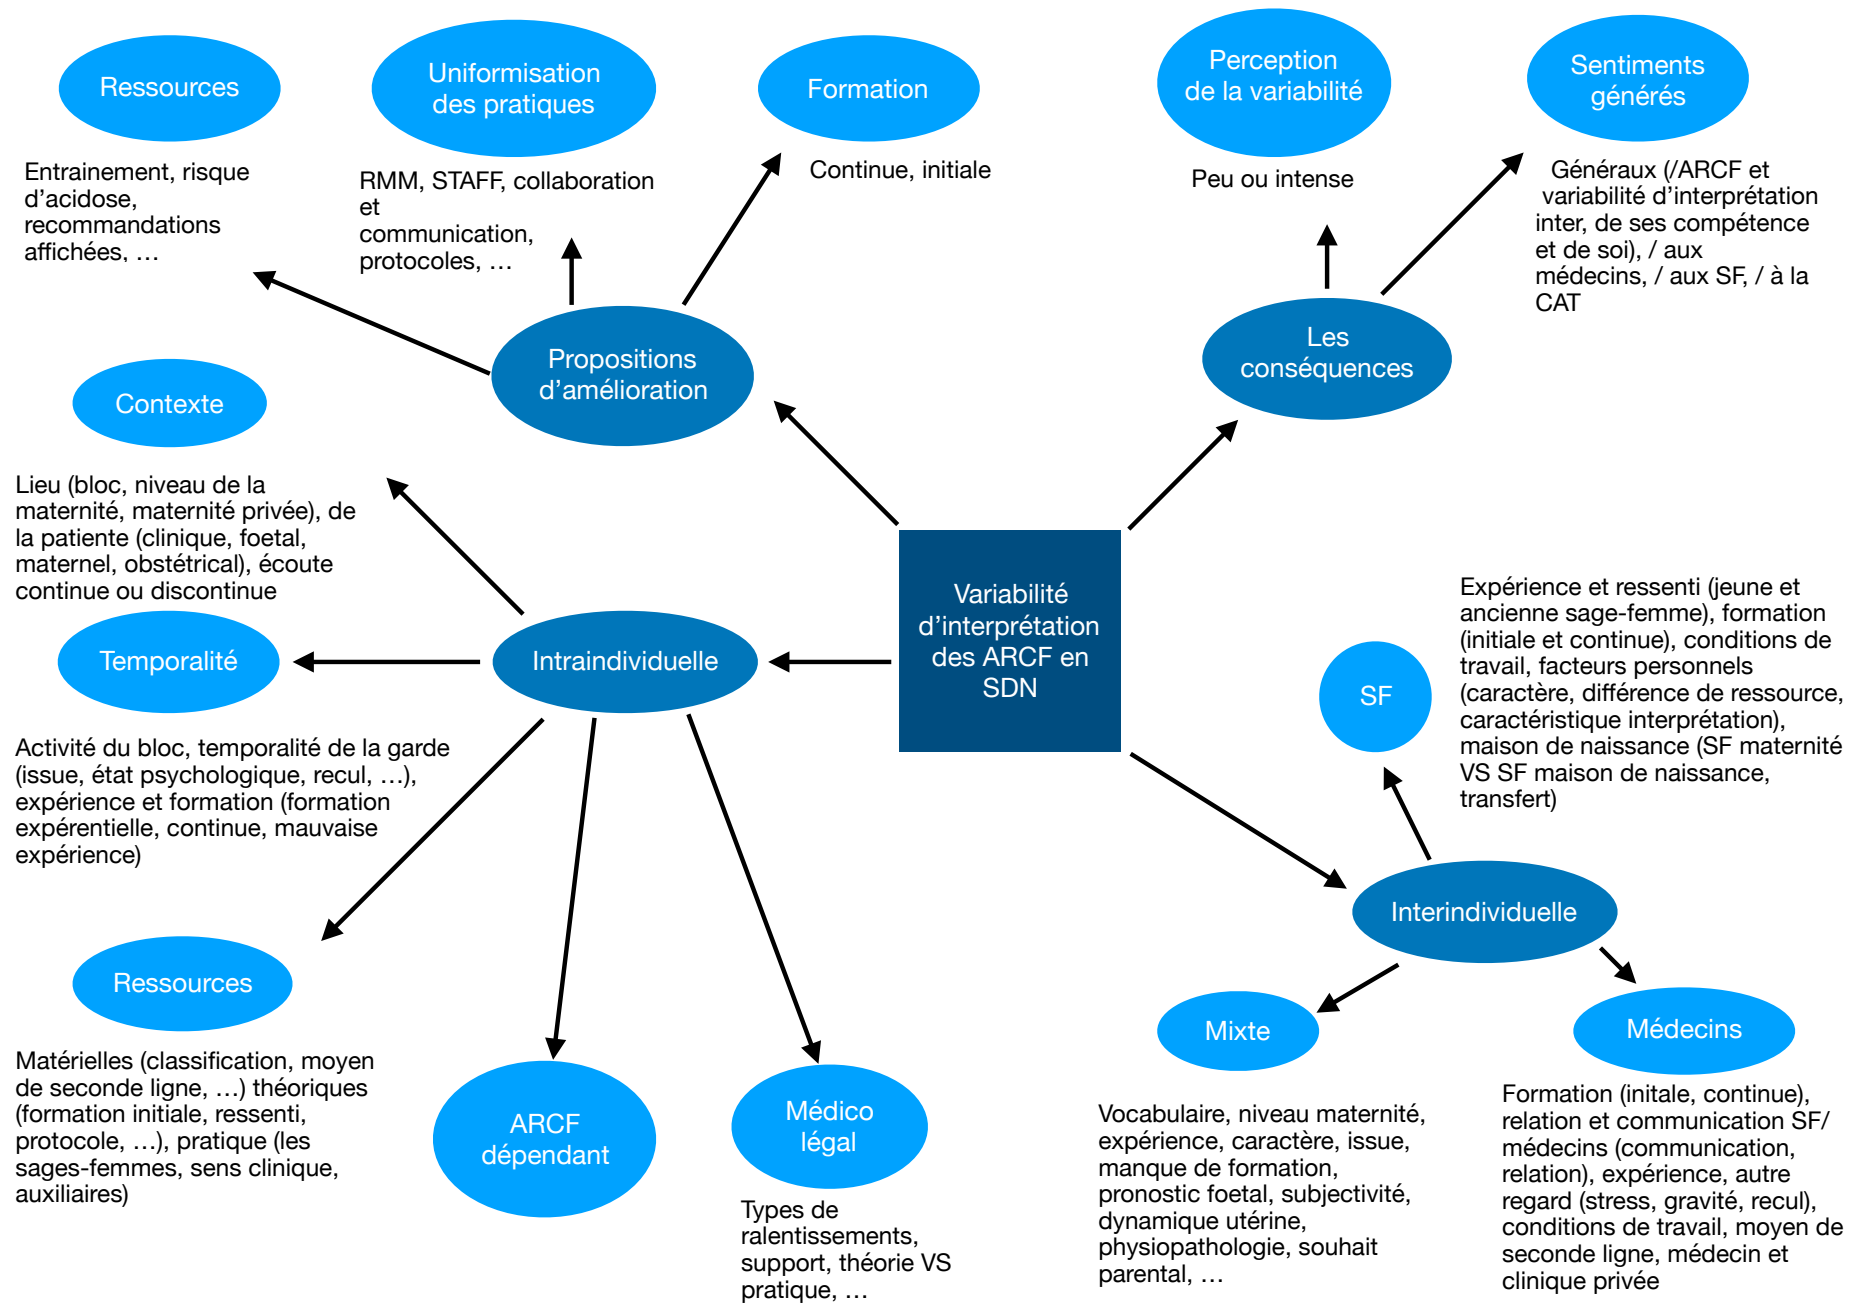 Ressources
Entrainement, risque
d’acidose,
recommandations
affichées, …
Uniformisation
des pratiques
RMM, STAFF, collaboration
et
communication,
protocoles, …
Formation
Continue, initiale
Perception
de la variabilité
Peu ou intense
Sentiments
générés
Généraux (/ARCF et
variabilité d’interprétation
inter, de ses compétence
et de soi), / aux
médecins, / aux SF, / à la
CAT
Propositions
d’amélioration
Les
conséquences
Contexte
Lieu (bloc, niveau de la
maternité, maternité privée), de
la patiente (clinique, foetal,
maternel, obstétrical), écoute
continue ou discontinue
Temporalité
Activité du bloc, temporalité de la garde
(issue, état psychologique, recul, …),
expérience et formation (formation
expérentielle, continue, mauvaise
expérience)
Intraindividuelle
Variabilité
d’interprétation
des ARCF en
SDN
SF
Expérience et ressenti (jeune et
ancienne sage-femme), formation
(initiale et continue), conditions de
travail, facteurs personnels
(caractère, différence de ressource,
caractéristique interprétation),
maison de naissance (SF maternité
VS SF maison de naissance,
transfert)
Interindividuelle
Ressources
Matérielles (classification, moyen
de seconde ligne, …) théoriques
(formation initiale, ressenti,
protocole, …), pratique (les
sages-femmes, sens clinique,
auxiliaires)
ARCF
dépendant
Médico
légal
Types de
ralentissements,
support, théorie VS
pratique, …
Mixte
Vocabulaire, niveau maternité,
expérience, caractère, issue,
manque de formation,
pronostic foetal, subjectivité,
dynamique utérine,
physiopathologie, souhait
parental, …
Médecins
Formation (initale, continue),
relation et communication SF/
médecins (communication,
relation), expérience, autre
regard (stress, gravité, recul),
conditions de travail, moyen de
seconde ligne, médecin et
clinique privée